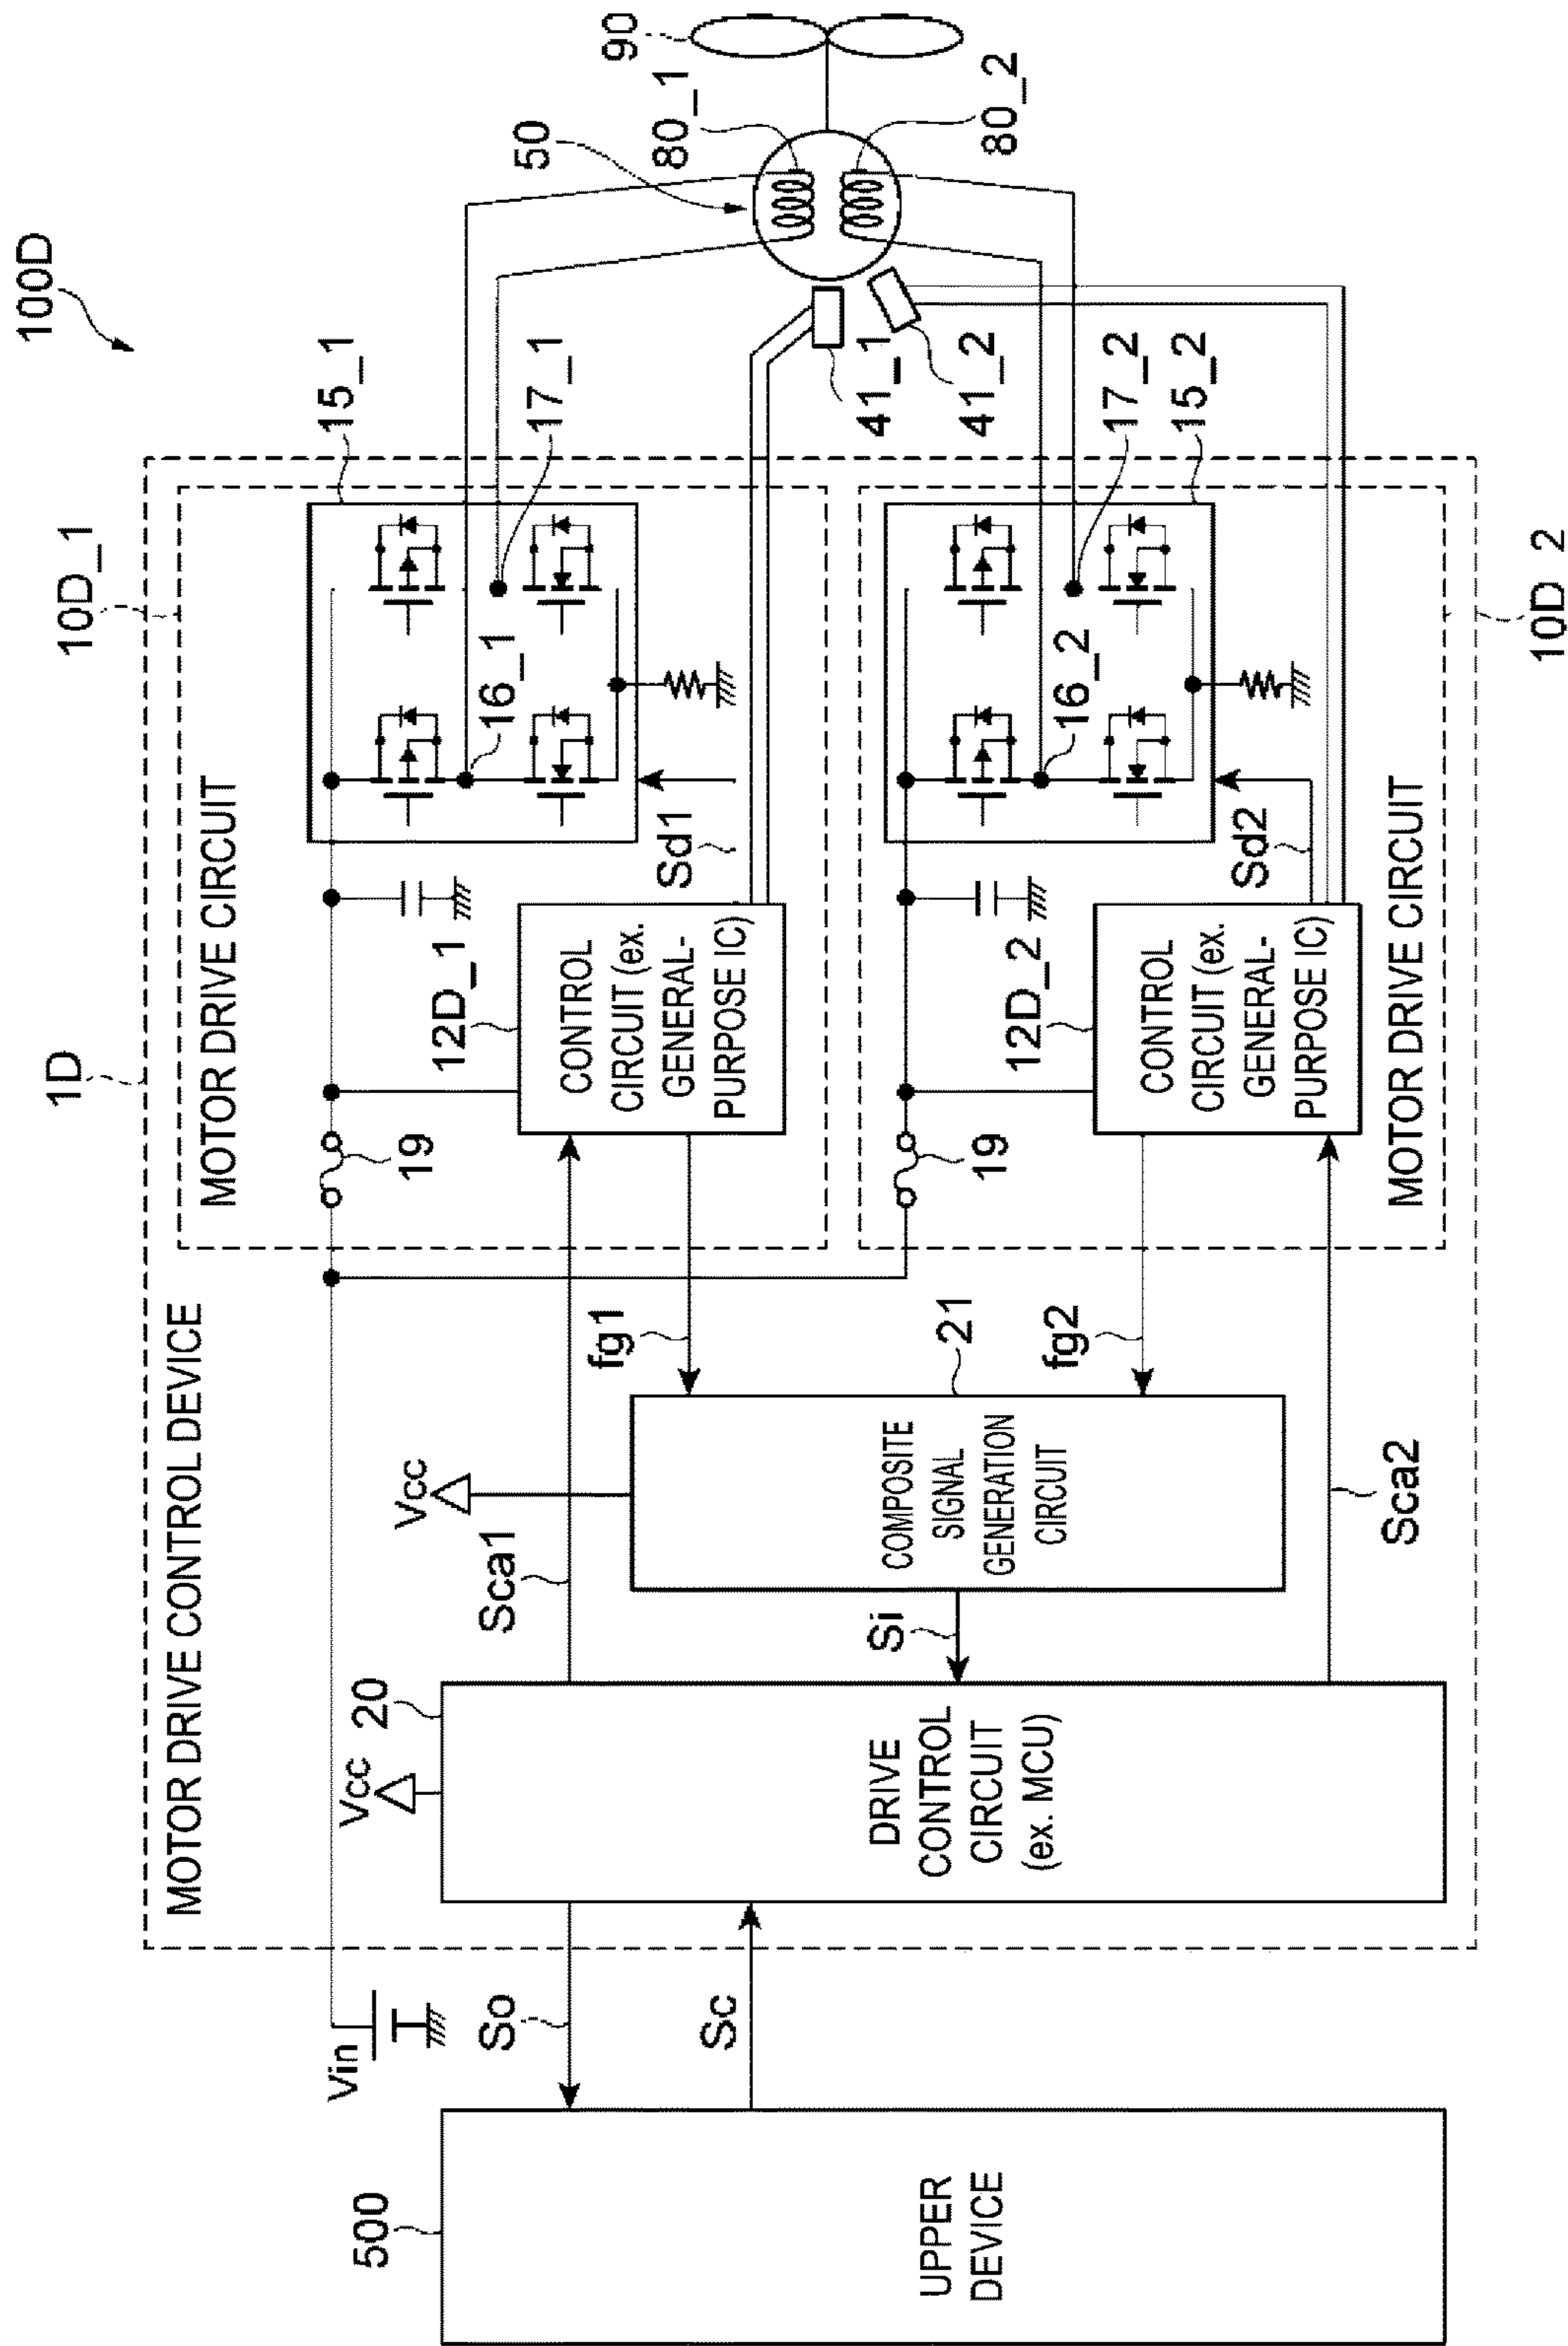 100D
1D
10D_1
15_1
50
90
80_1
MOTOR DRIVE CONTROL DEVICE
MOTOR DRIVE CIRCUIT
Vin
19
12D_1
CONTROL
CIRCUIT (ex.
GENERAL-
PURPOSE IC)
Sd1
16_1
17_1
500
UPPER
DEVICE
So
Sc
Vcc
20
DRIVE
CONTROL
CIRCUIT
(ex. MCU)
Sca1
Vcc
fg1
Si
COMPOSITE
SIGNAL
GENERATION
CIRCUIT
21
fg2
Sca2
41_1
41_2
80_2
19
12D_2
CONTROL
CIRCUIT (ex.
GENERAL-
PURPOSE IC)
Sd2
16_2
17_2
15_2
MOTOR DRIVE CIRCUIT
10D_2